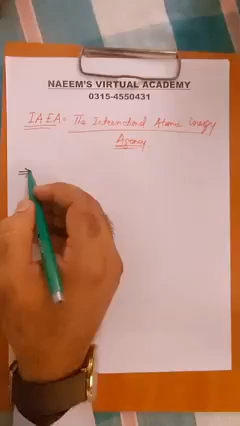 NAEEM'S VIRTUAL ACADEMY
0315-4550431
IAEA = The International Atomic Energy
Agency